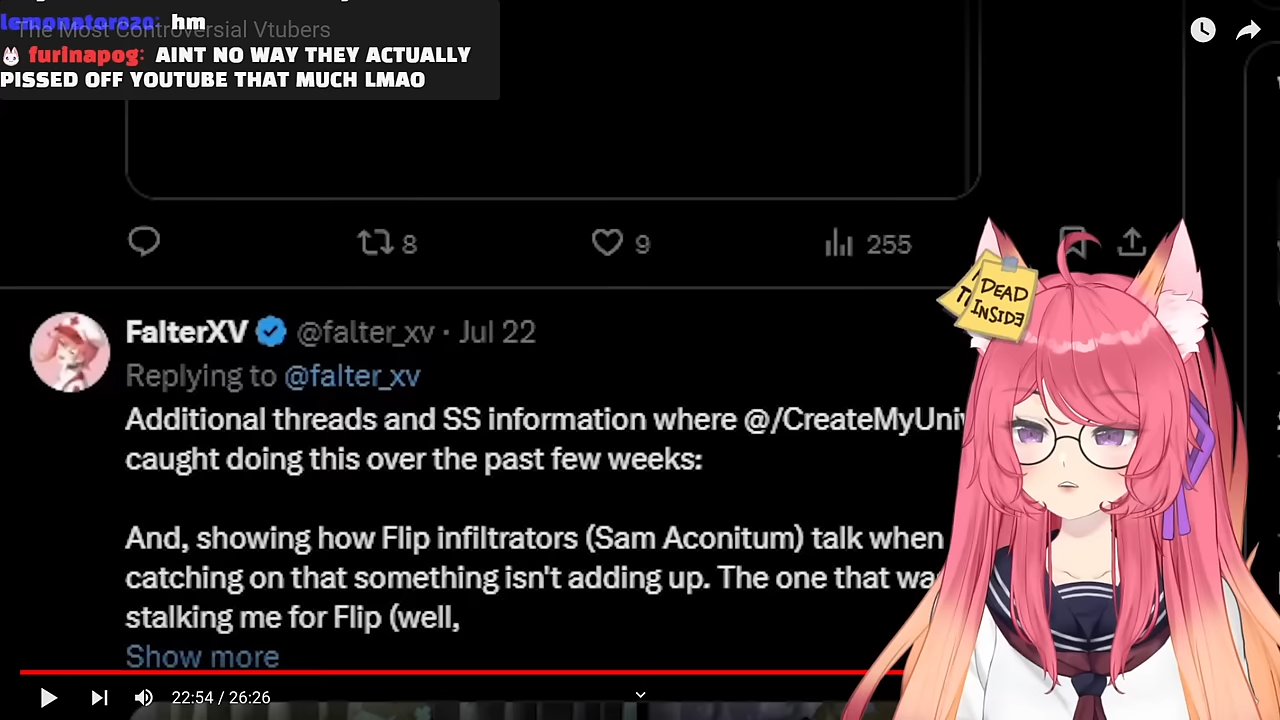 lemonator020: hm
The Most Controversial Vtubers
furinapog: AINT NO WAY THEY ACTUALLY
PISSED OFF YOUTUBE THAT MUCH LMAO
8
9
255
DEAD
INSIDE
FalterXV @falter_xv · Jul 22
Replying to @falter_xv
Additional threads and SS information where @/CreateMyUniv
caught doing this over the past few weeks:
And, showing how Flip infiltrators (Sam Aconitum) talk when
catching on that something isn't adding up. The one that wa
stalking me for Flip (well,
Show more
22:54 / 26:26